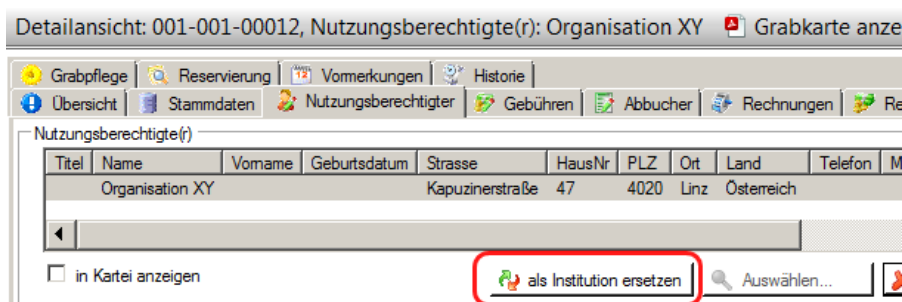 Detailansicht: 001-001-00012, Nutzungsberechtigte(r): Organisation XY Grabkarte anze
Grabpflege Reservierung Vormerkungen Historie
Übersicht Stammdaten Nutzungsberechtigter Gebühren Abbucher Rechnungen Re
Nutzungsberechtigte(r)
Titel Name Vorname Geburtsdatum Strasse HausNr PLZ Ort Land Telefon M
Organisation XY Kapuzinerstraße 47 4020 Linz Österreich
in Kartei anzeigen als Institution ersetzen Auswählen...